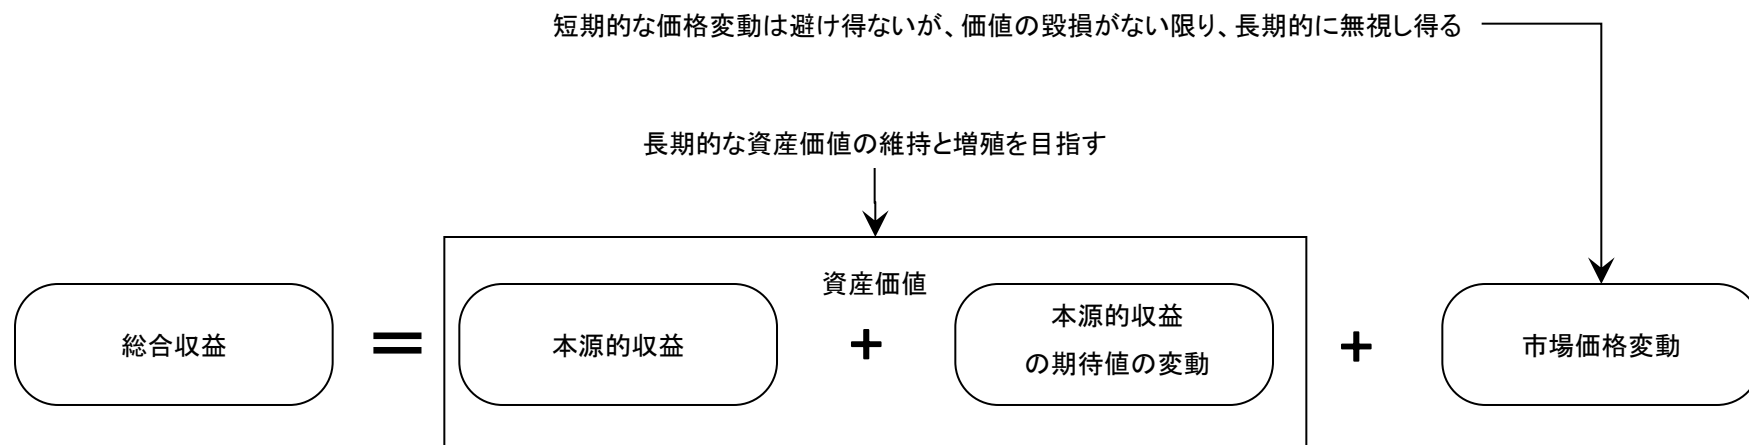 短期的な価格変動は避け得ないが、価値の毀損がない限り、長期的に無視し得る
長期的な資産価値の維持と増殖を目指す
資産価値
総合収益
=
本源的収益
+
本源的収益
の期待値の変動
+
市場価格変動